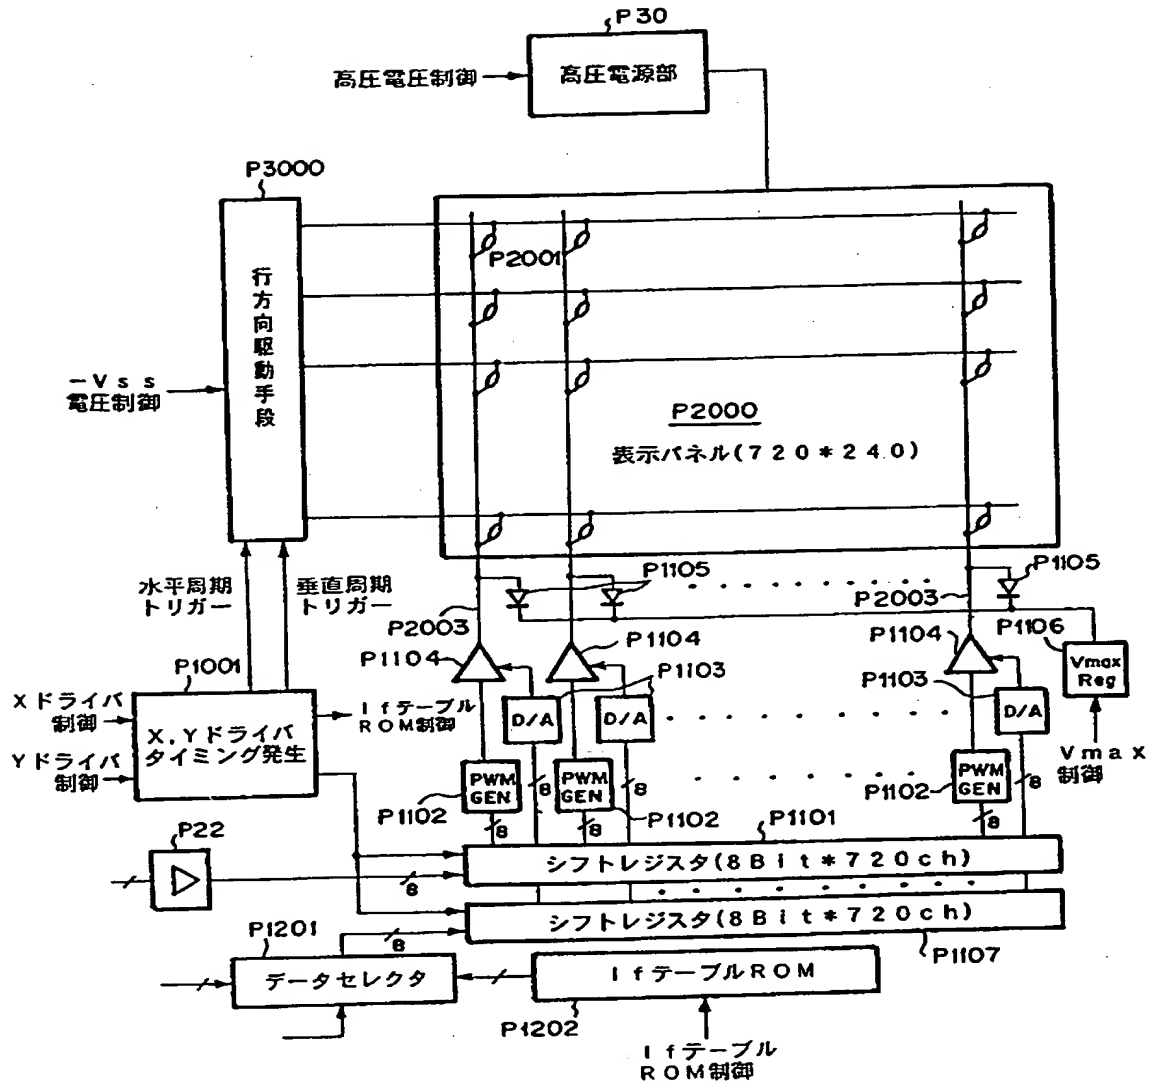 P30
高圧電圧制御
高圧電源部
P3000
行方向駆動手段
P2001
−Vss
電圧制御
P2000
表示パネル(720*240)
水平周期
トリガー
垂直周期
トリガー
P1105
P1105
P2003
P2003
P1104
P1104
P1104
P1106
Vmax
Reg
P1001
P1103
P1103
Xドライバ
制御
Ifテーブル
ROM制御
D/A
D/A
D/A
X,Yドライバ
タイミング発生
Yドライバ
制御
Vmax
制御
PWM
GEN
PWM
GEN
PWM
GEN
8
8
8
P1102
P1102
P1102
8
8
8
P1101
P22
シフトレジスタ(8Bit*720ch)
8
シフトレジスタ(8Bit*720ch)
P1201
8
P1107
データセレクタ
IfテーブルROM
P1202
Ifテーブル
ROM制御